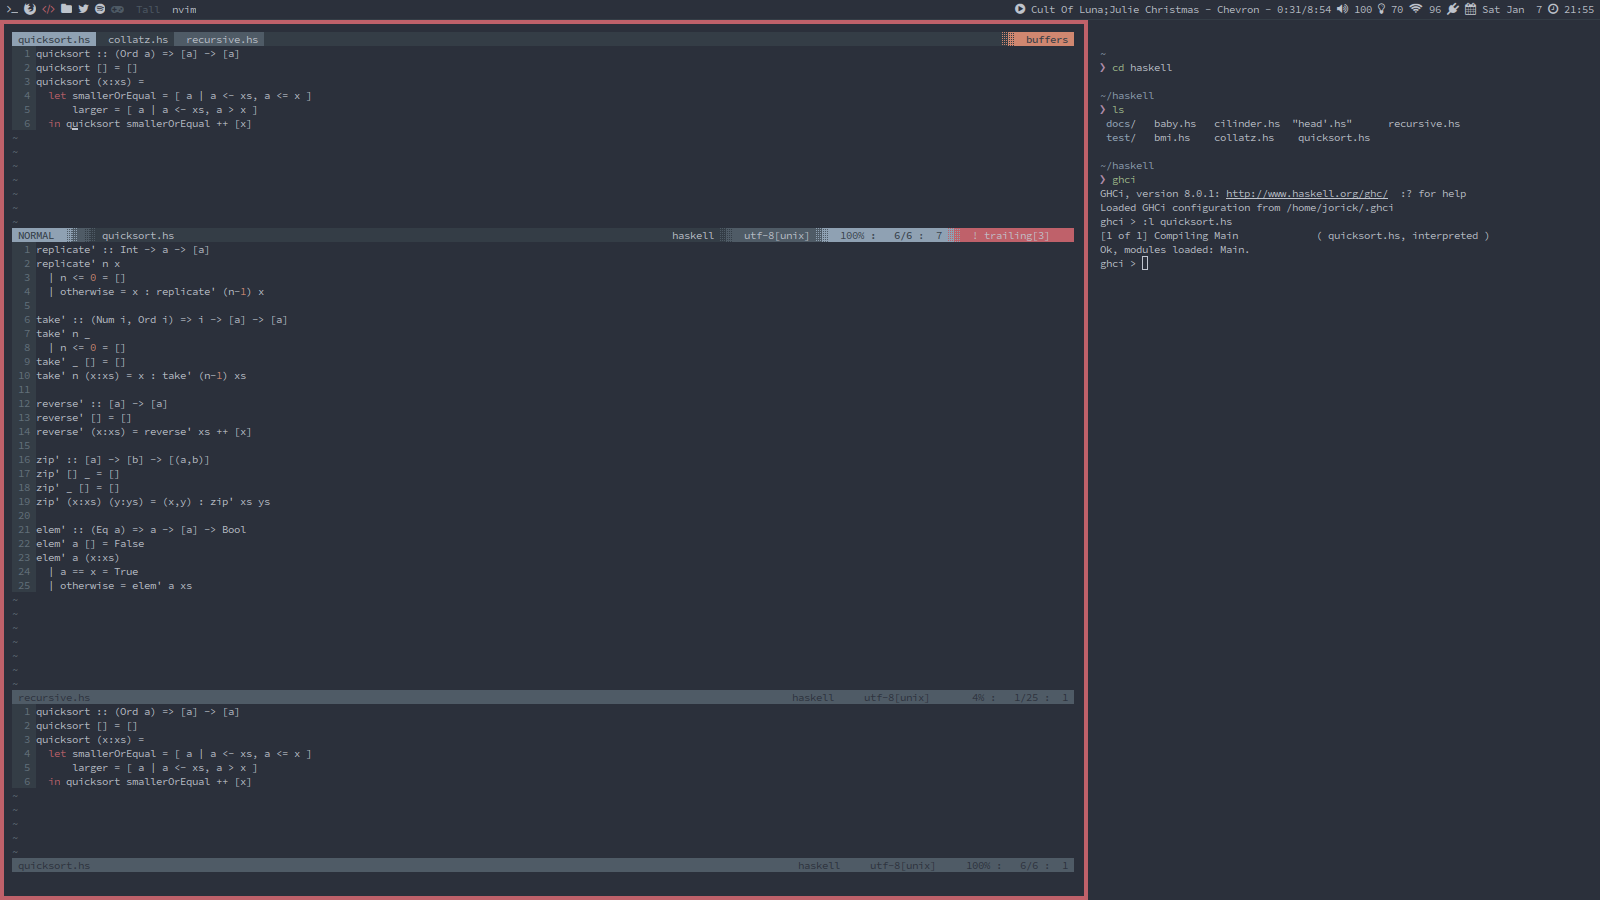 >_ </> Tall nvim Cult Of Luna;Julie Christmas - Chevron - 0:31/8:54 100 70 96 Sat Jan 7 21:55
quicksort.hs collatz.hs recursive.hs buffers
1 quicksort :: (Ord a) => [a] -> [a]
2 quicksort [] = []
3 quicksort (x:xs) =
4   let smallerOrEqual = [ a | a <- xs, a <= x ]
5       larger = [ a | a <- xs, a > x ]
6   in quicksort smallerOrEqual ++ [x]
~
~
~
~
~
~
~
NORMAL quicksort.hs haskell utf-8[unix] 100% : 6/6 : 7 ! trailing[3]
1 replicate' :: Int -> a -> [a]
2 replicate' n x
3   | n <= 0 = []
4   | otherwise = x : replicate' (n-1) x
5
6 take' :: (Num i, Ord i) => i -> [a] -> [a]
7 take' n _
8   | n <= 0 = []
9 take' _ [] = []
10 take' n (x:xs) = x : take' (n-1) xs
11
12 reverse' :: [a] -> [a]
13 reverse' [] = []
14 reverse' (x:xs) = reverse' xs ++ [x]
15
16 zip' :: [a] -> [b] -> [(a,b)]
17 zip' [] _ = []
18 zip' _ [] = []
19 zip' (x:xs) (y:ys) = (x,y) : zip' xs ys
20
21 elem' :: (Eq a) => a -> [a] -> Bool
22 elem' a [] = False
23 elem' a (x:xs)
24   | a == x = True
25   | otherwise = elem' a xs
~
~
~
~
~
~
~
recursive.hs haskell utf-8[unix] 4% : 1/25 : 1
1 quicksort :: (Ord a) => [a] -> [a]
2 quicksort [] = []
3 quicksort (x:xs) =
4   let smallerOrEqual = [ a | a <- xs, a <= x ]
5       larger = [ a | a <- xs, a > x ]
6   in quicksort smallerOrEqual ++ [x]
~
~
~
~
~
quicksort.hs haskell utf-8[unix] 100% : 6/6 : 1
~
❯ cd haskell
~/haskell
❯ ls
docs/ baby.hs cilinder.hs "head'.hs" recursive.hs
test/ bmi.hs collatz.hs quicksort.hs
~/haskell
❯ ghci
GHCi, version 8.0.1: http://www.haskell.org/ghc/ :? for help
Loaded GHCi configuration from /home/jorick/.ghci
ghci > :l quicksort.hs
[1 of 1] Compiling Main ( quicksort.hs, interpreted )
Ok, modules loaded: Main.
ghci >